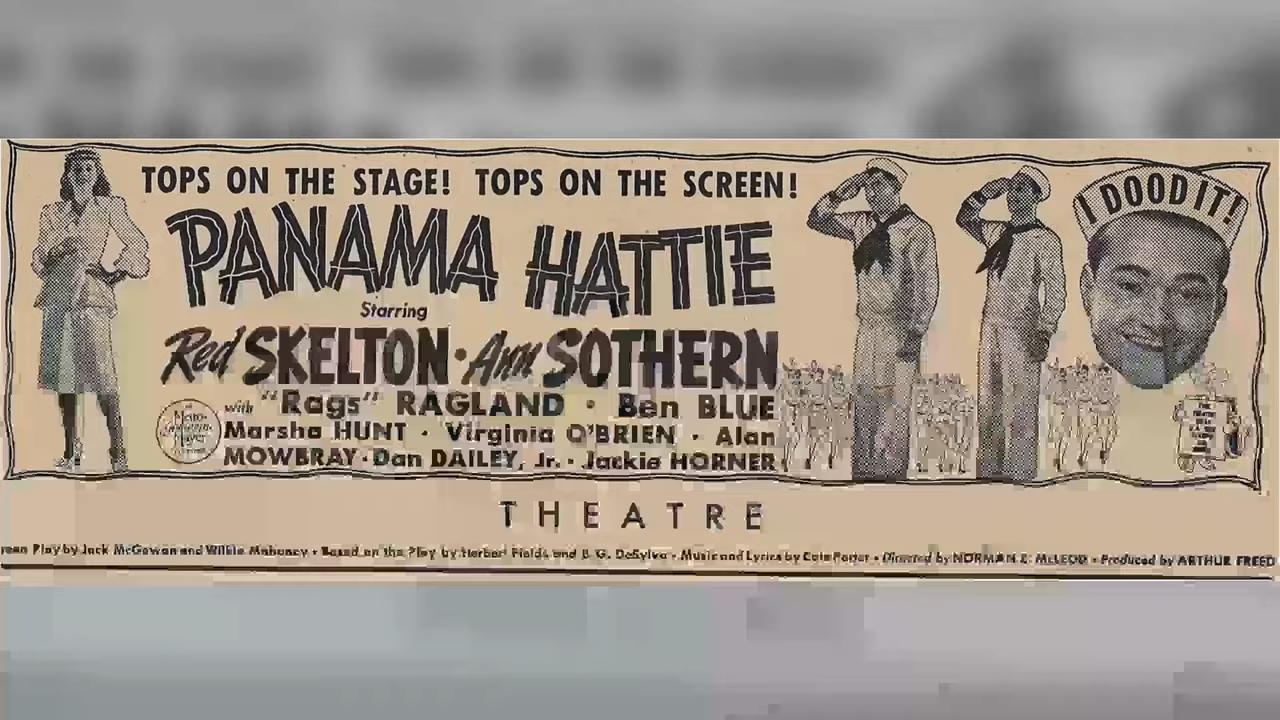 TOPS ON THE STAGE! TOPS ON THE SCREEN!
PANAMA HATTIE
Starring
Red SKELTON · Ann SOTHERN
with "Rags" RAGLAND · Ben BLUE
Marsha HUNT · Virginia O'BRIEN · Alan
MOWBRAY · Dan DAILEY, Jr. · Jackie HORNER
I DOOD IT!
THEATRE
Play by Jack McGowan and Wilkie Mahoney · Based on the Play by Herbert Fields and B. G. DeSylva · Music and Lyrics by Cole Porter · Directed by NORMAN Z. McLEOD · Produced by ARTHUR FREED